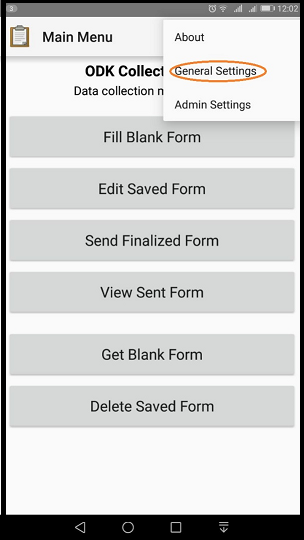 12:02
Main Menu
About
General Settings
Admin Settings
ODK Collect
Data collection m
Fill Blank Form
Edit Saved Form
Send Finalized Form
View Sent Form
Get Blank Form
Delete Saved Form